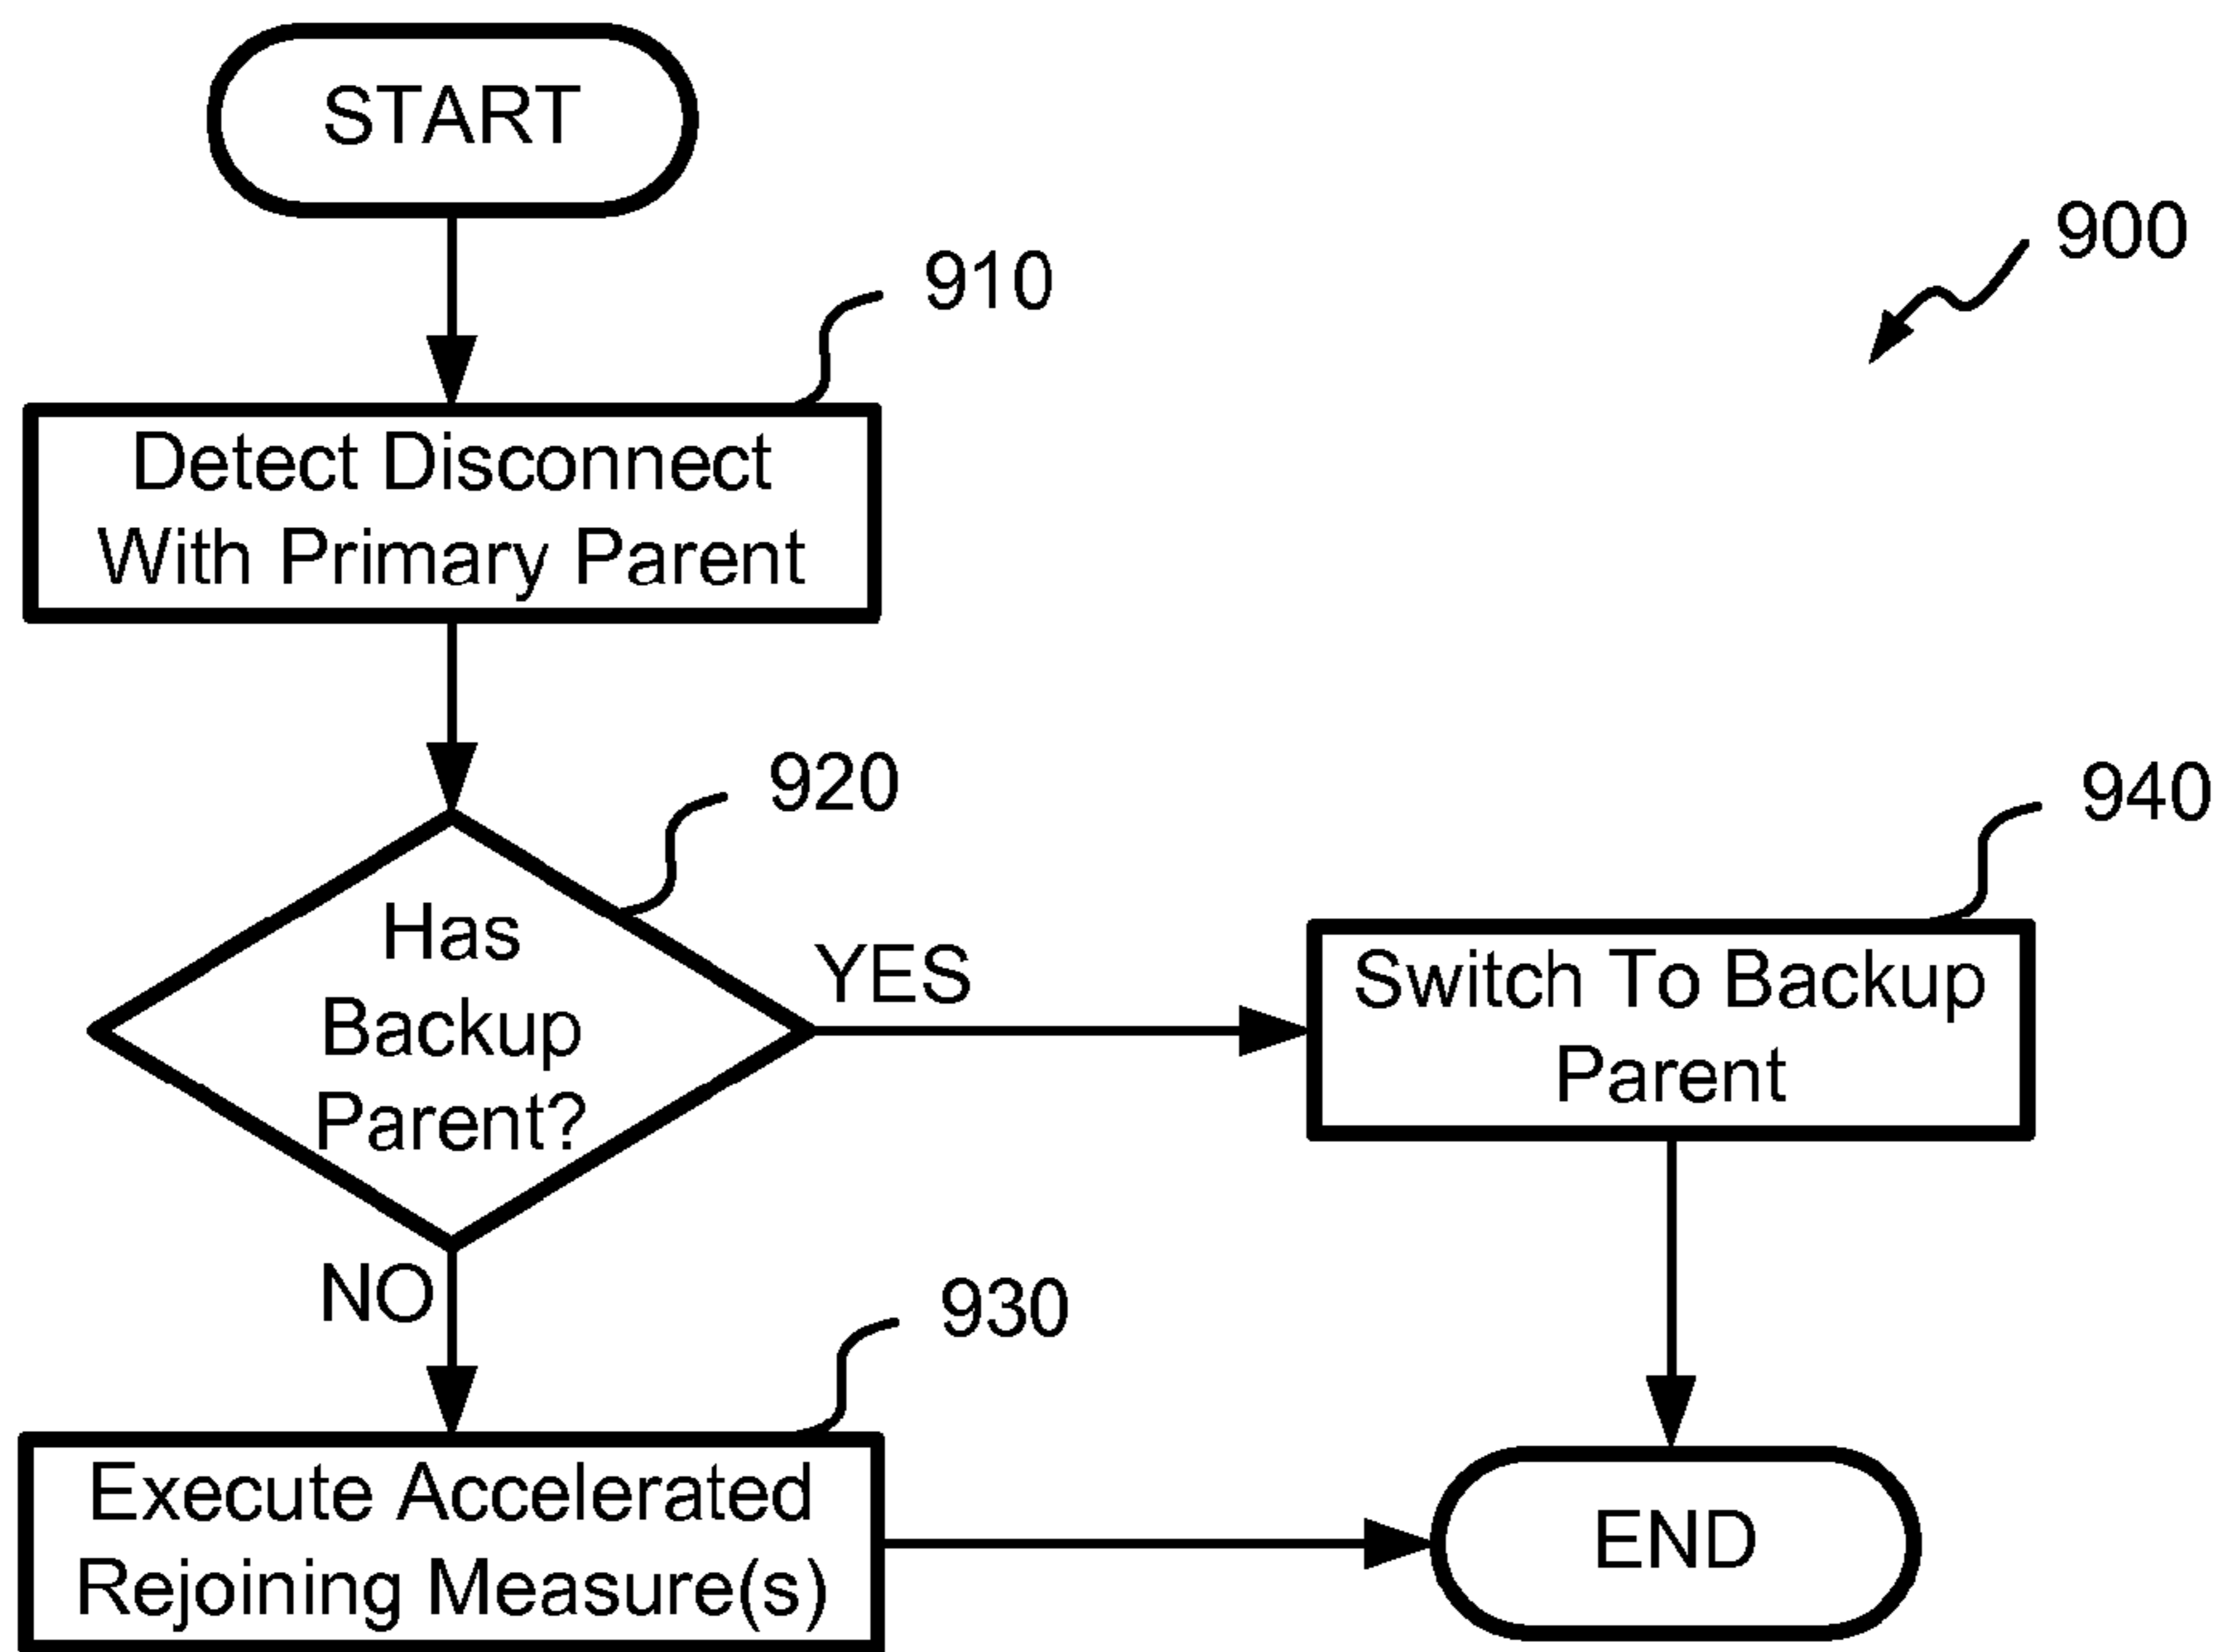 START
900
910
Detect Disconnect
With Primary Parent
920
Has
Backup
Parent?
YES
940
Switch To Backup
Parent
NO
930
Execute Accelerated
Rejoining Measure(s)
END